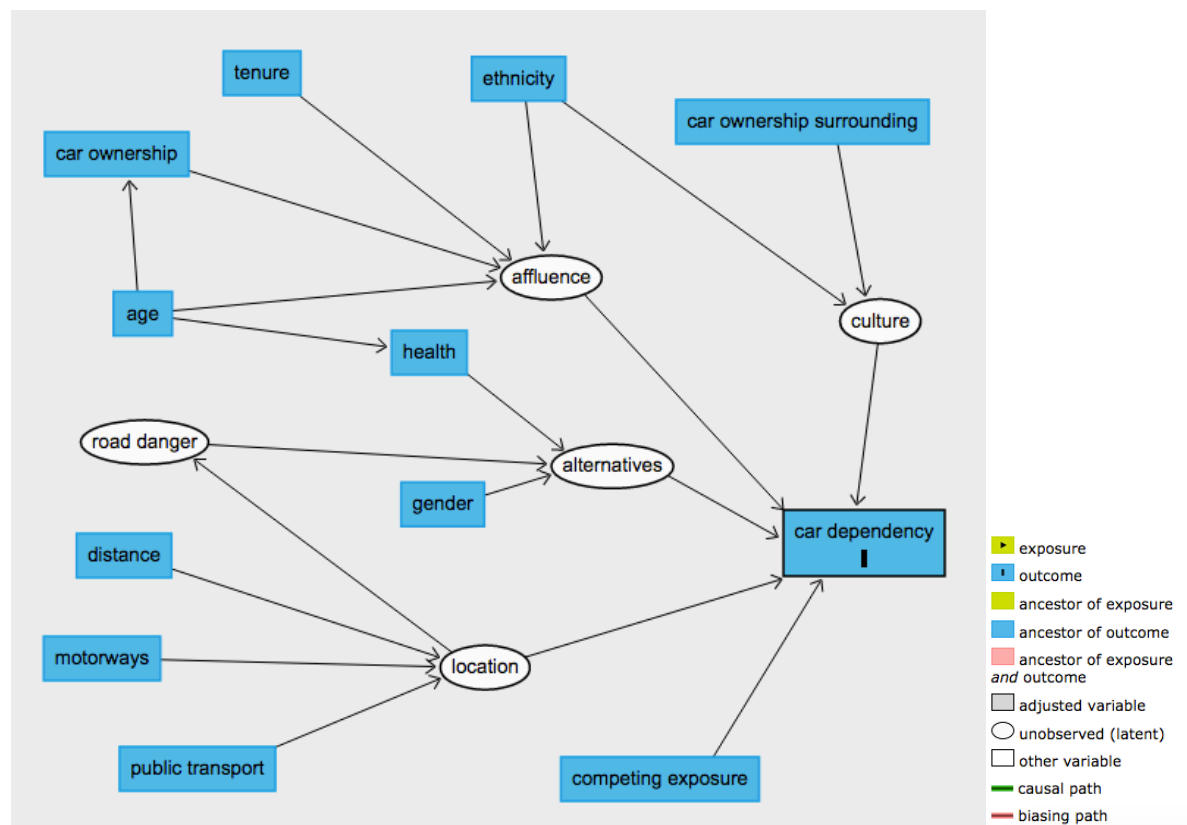 tenure
ethnicity
car ownership surrounding
car ownership
affluence
age
culture
health
road danger
alternatives
gender
car dependency
distance
motorways
location
public transport
competing exposure
exposure
outcome
ancestor of exposure
ancestor of outcome
ancestor of exposure
and outcome
adjusted variable
unobserved (latent)
other variable
causal path
biasing path